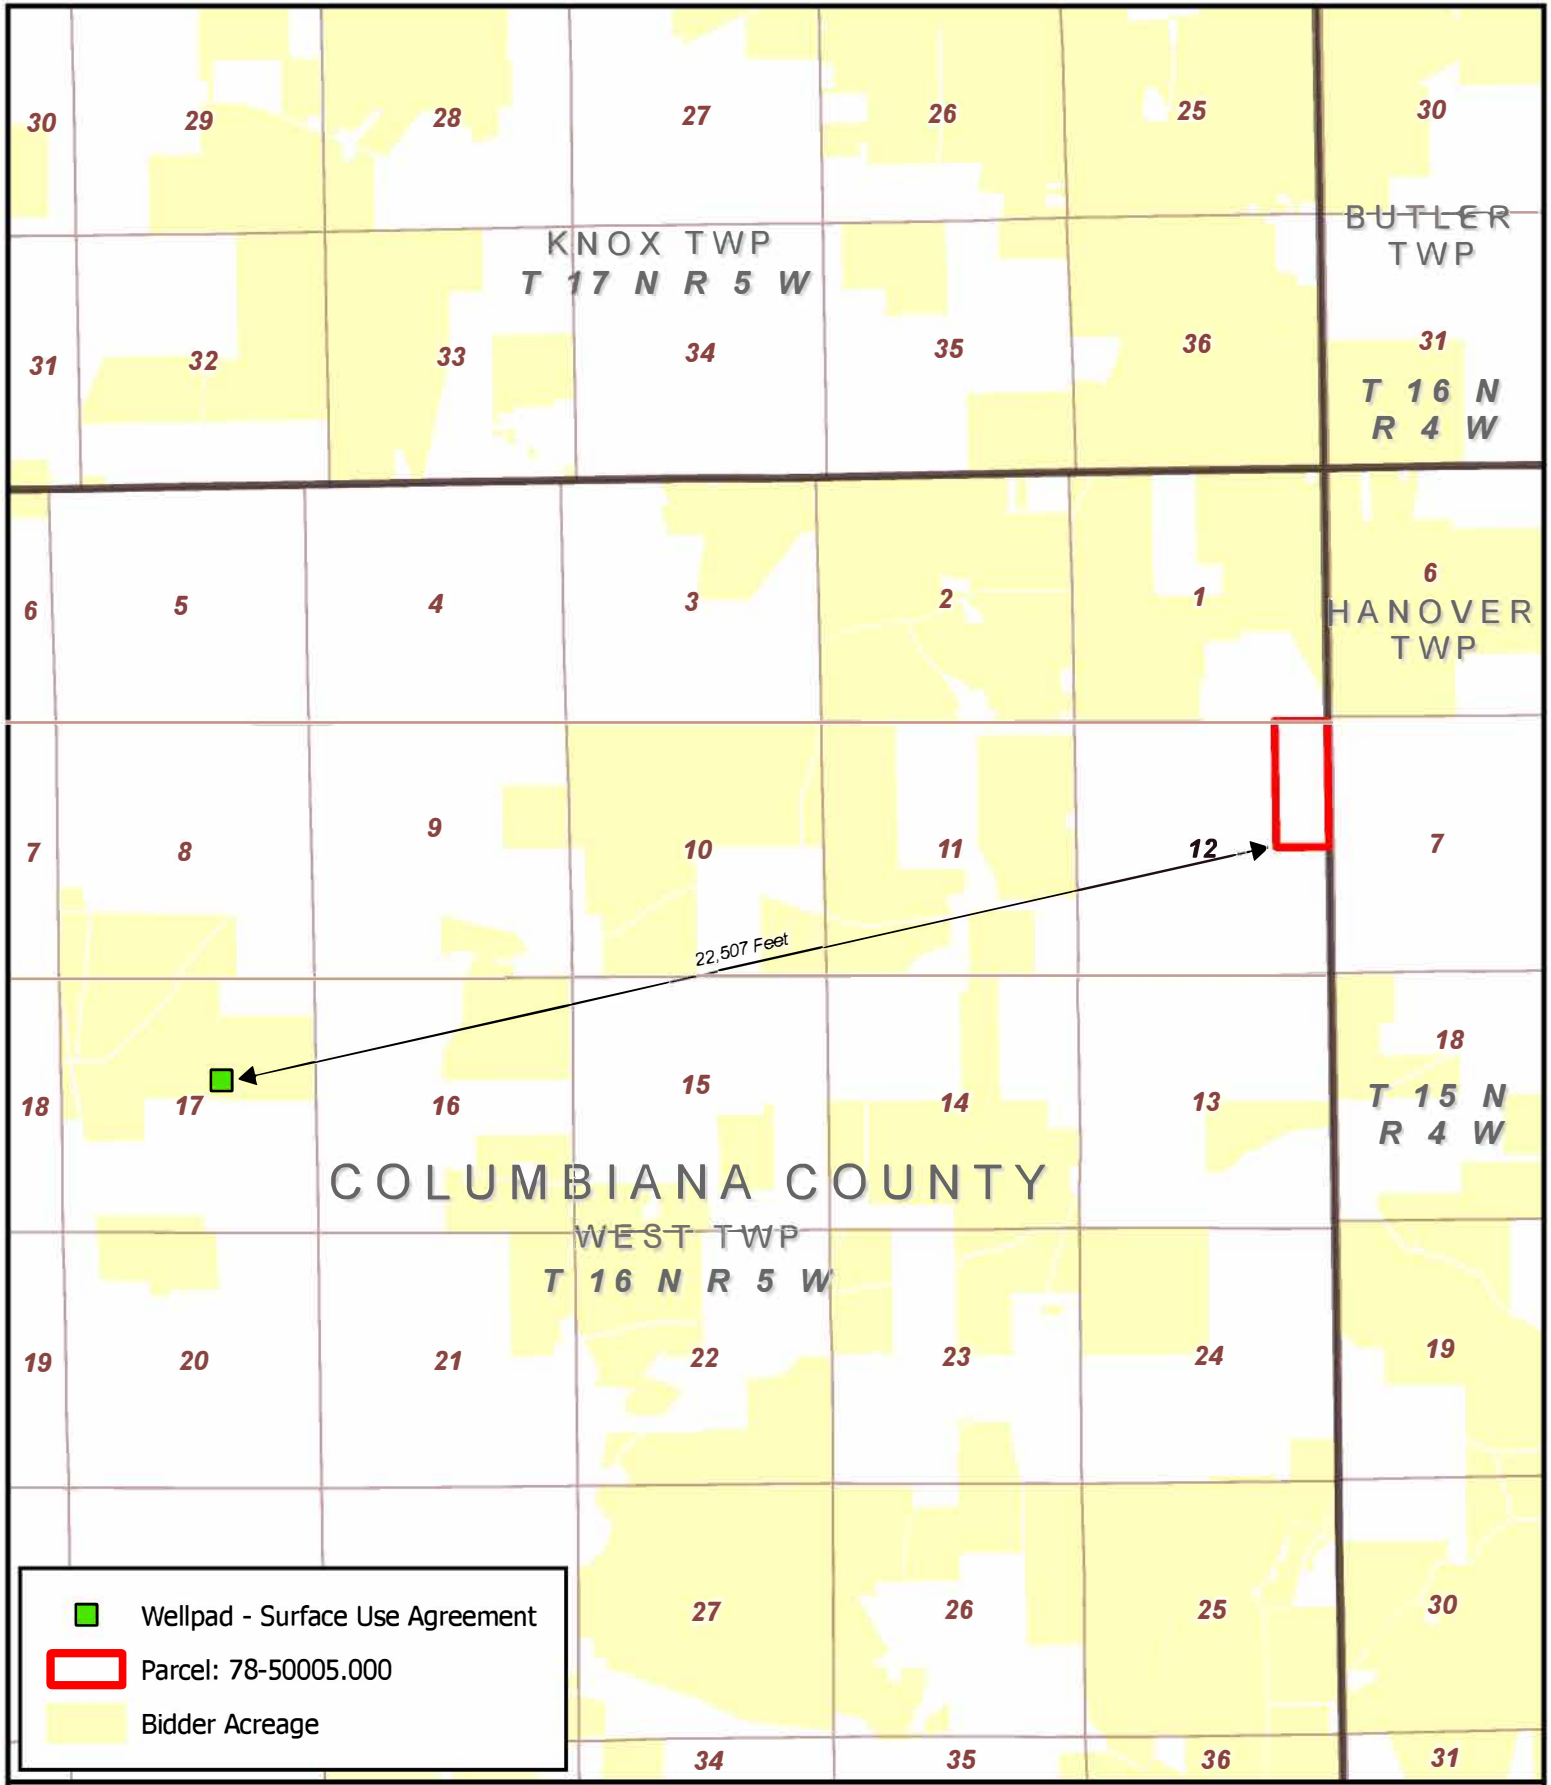 30 29 28 27 26 25 30
KNOX TWP
T 17 N R 5 W
BUTLER
TWP
31 32 33 34 35 36 31
T 16 N
R 4 W
6 5 4 3 2 1 6
HANOVER
TWP
7 8 9 10 11 12 7
22,507 Feet
18 17 16 15 14 13 18
T 15 N
R 4 W
COLUMBIANA COUNTY
WEST TWP
T 16 N R 5 W
19 20 21 22 23 24 19
27 26 25 30
34 35 36 31
Wellpad - Surface Use Agreement
Parcel: 78-50005.000
Bidder Acreage